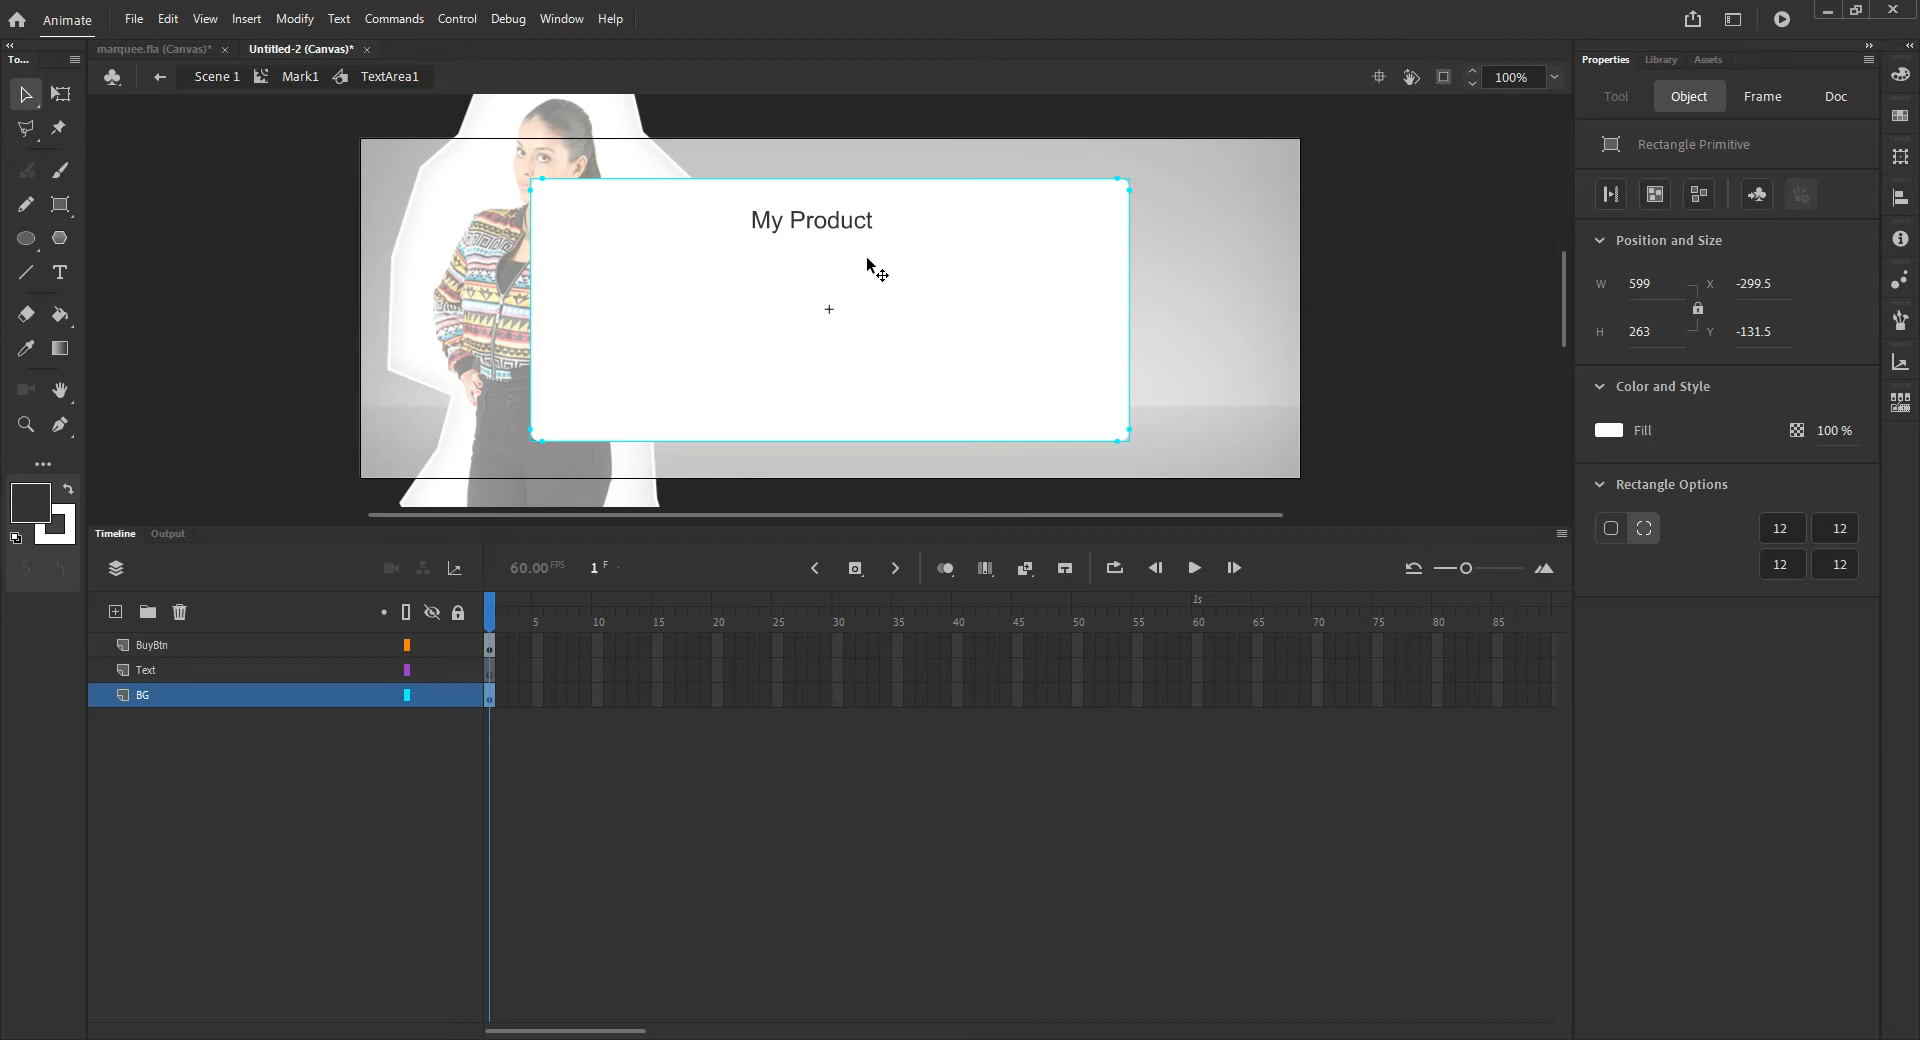 Animate File Edit View Insert Modify Text Commands Control Debug Window Help
marquee.fla (Canvas)* × Untitled-2 (Canvas)* ×
To...
Scene 1 Mark1 TextArea1 100%
My Product
Properties Library Assets
Tool Object Frame Doc
Rectangle Primitive
Position and Size
W 599 X -299.5
H 263 Y -131.5
Color and Style
Fill 100 %
Rectangle Options
12 12
12 12
Timeline Output
60.00 FPS 1 F
1s
5 10 15 20 25 30 35 40 45 50 55 60 65 70 75 80 85
BuyBtn
Text
BG